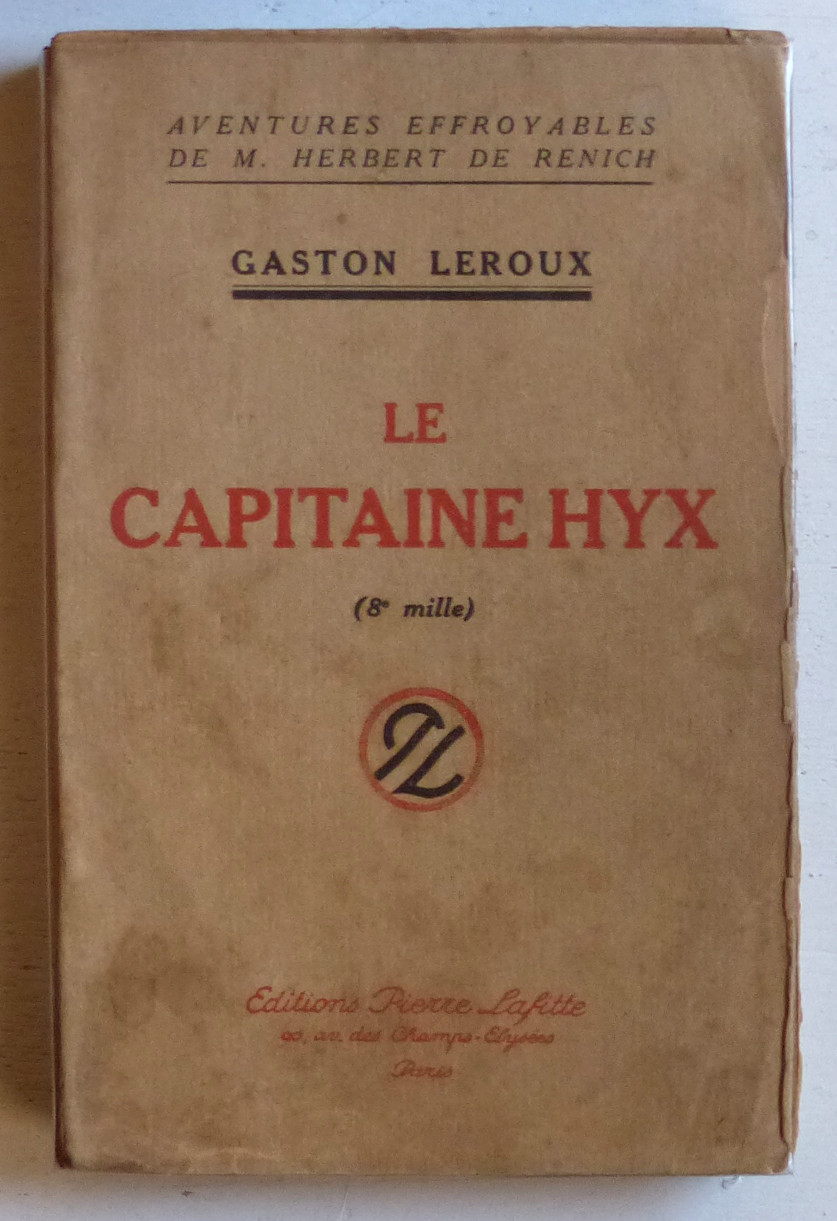 AVENTURES EFFROYABLES
DE M. HERBERT DE RENICH
GASTON LEROUX
LE
CAPITAINE HYX
(8e mille)
PL
Editions Pierre Lafitte
90, av. des Champs-Elysées
Paris